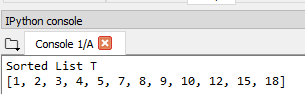 IPython console
Console 1/A
Sorted List T
[1, 2, 3, 4, 5, 7, 8, 9, 10, 12, 15, 18]